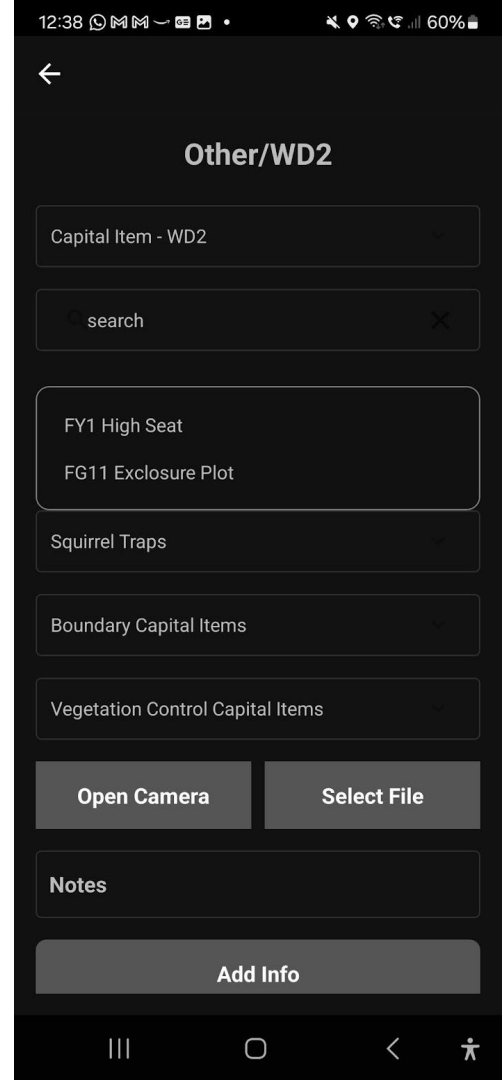 12:38
60%
Other/WD2
Capital Item - WD2
search
FY1 High Seat
FG11 Exclosure Plot
Squirrel Traps
Boundary Capital Items
Vegetation Control Capital Items
Open Camera
Select File
Notes
Add Info